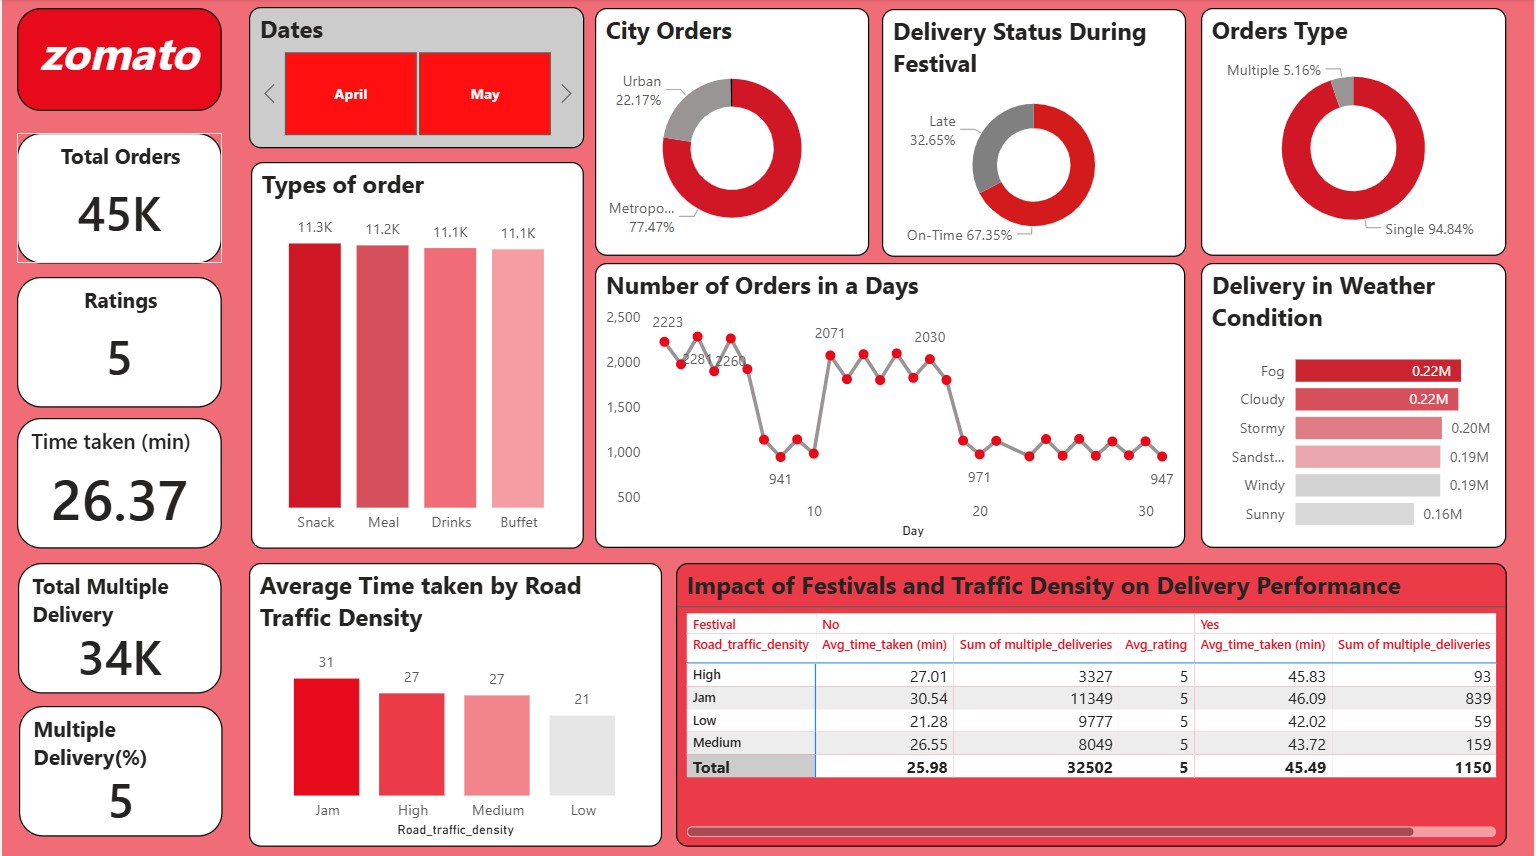 zomato
Dates
April
May
Total Orders
45K
Ratings
5
Time taken (min)
26.37
Total Multiple
Delivery
34K
Multiple
Delivery(%)
5
Types of order
11.3K
11.2K
11.1K
11.1K
Snack
Meal
Drinks
Buffet
City Orders
Urban
22.17%
Metropo...
77.47%
Delivery Status During
Festival
Late
32.65%
On-Time 67.35%
Orders Type
Multiple 5.16%
Single 94.84%
Number of Orders in a Days
2,500
2,000
1,500
1,000
500
2223
2281
2260
941
2071
2030
971
947
10
20
30
Day
Delivery in Weather
Condition
Fog 0.22M
Cloudy 0.22M
Stormy 0.20M
Sandst... 0.19M
Windy 0.19M
Sunny 0.16M
Average Time taken by Road
Traffic Density
31
27
27
21
Jam
High
Medium
Low
Road_traffic_density
Impact of Festivals and Traffic Density on Delivery Performance
Festival No Yes
Road_traffic_density Avg_time_taken (min) Sum of multiple_deliveries Avg_rating Avg_time_taken (min) Sum of multiple_deliveries
High 27.01 3327 5 45.83 93
Jam 30.54 11349 5 46.09 839
Low 21.28 9777 5 42.02 59
Medium 26.55 8049 5 43.72 159
Total 25.98 32502 5 45.49 1150